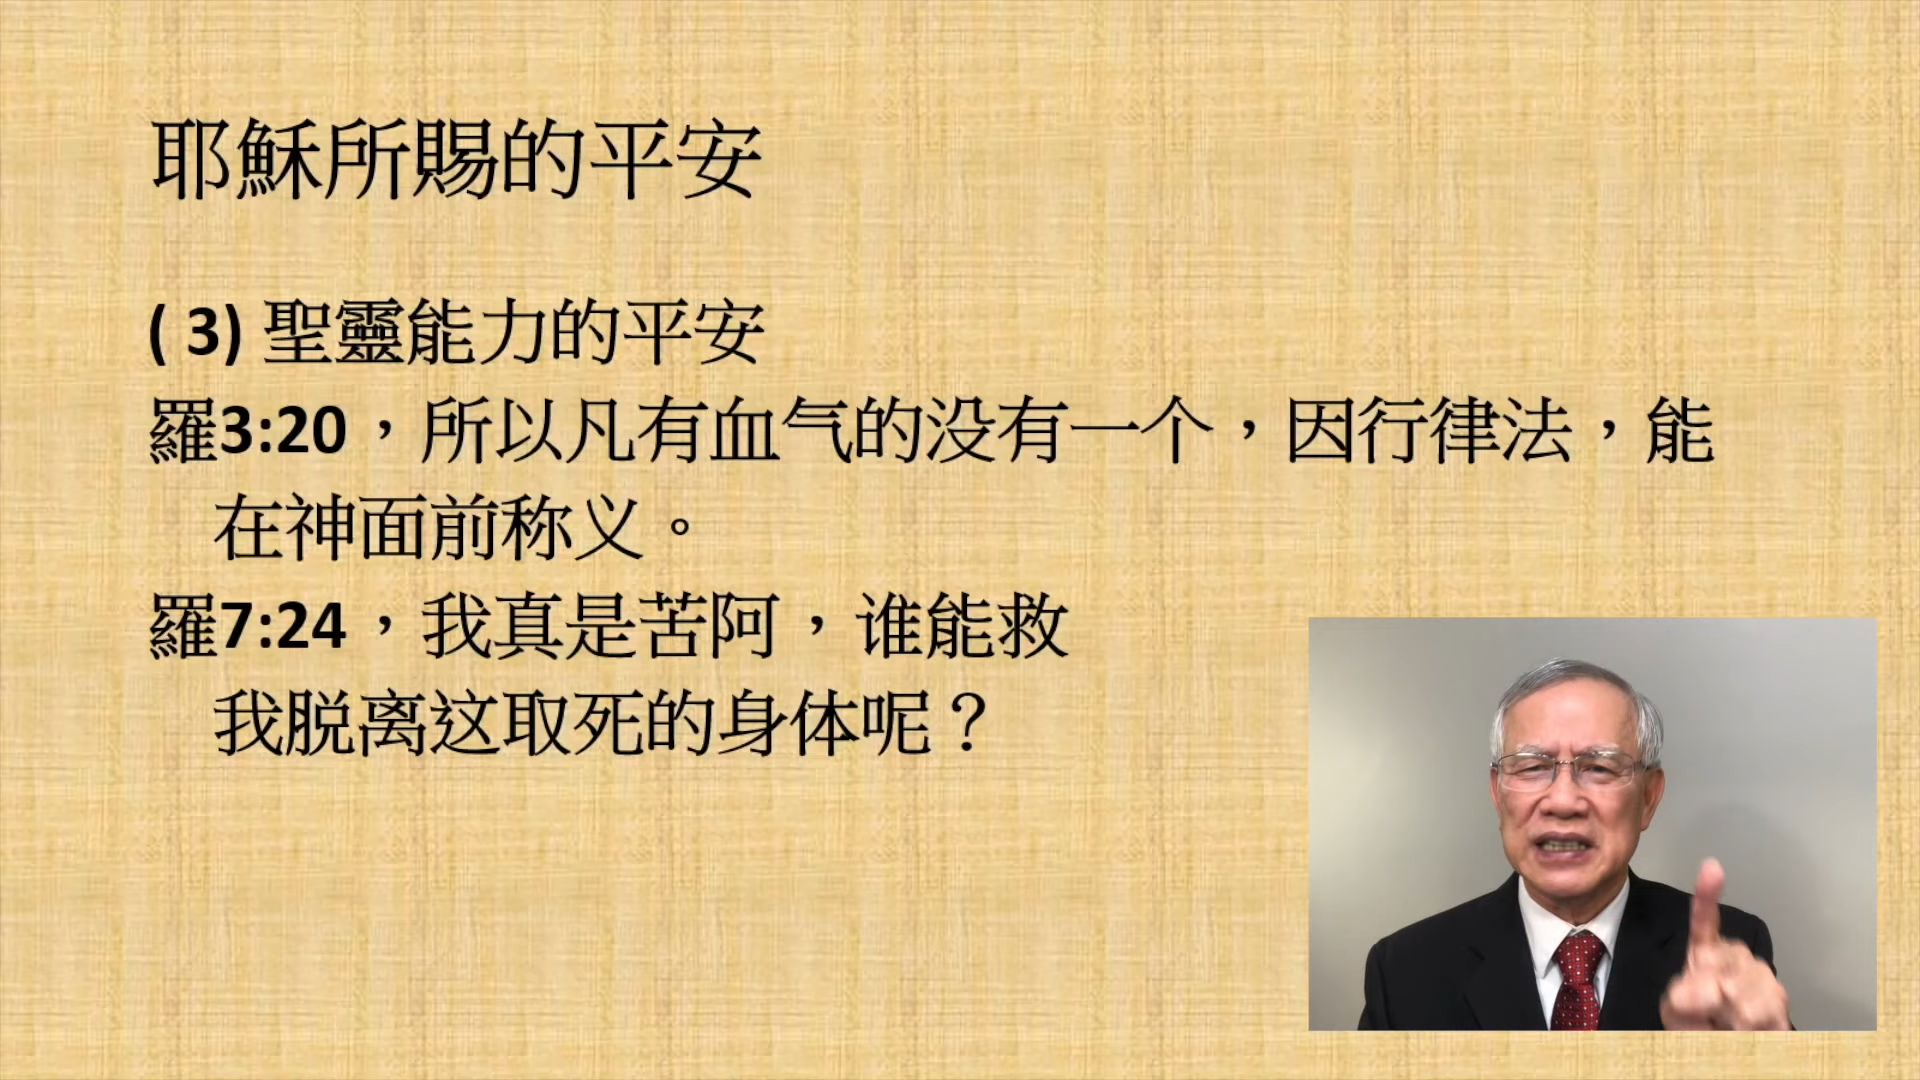 耶穌所賜的平安
( 3) 聖靈能力的平安
羅3:20，所以凡有血气的没有一个，因行律法，能
在神面前称义。
羅7:24，我真是苦阿，谁能救
我脱离这取死的身体呢？